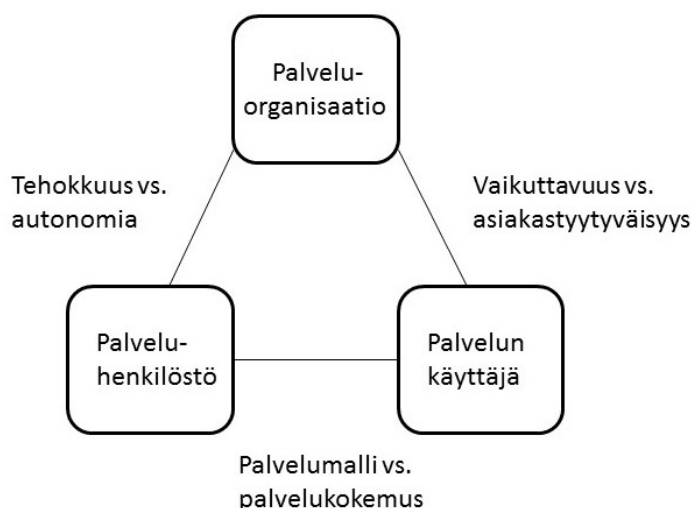 Palvelu-
organisaatio
Tehokkuus vs.
autonomia
Vaikuttavuus vs.
asiakastyytyväisyys
Palvelu-
henkilöstö
Palvelun
käyttäjä
Palvelumalli vs.
palvelukokemus